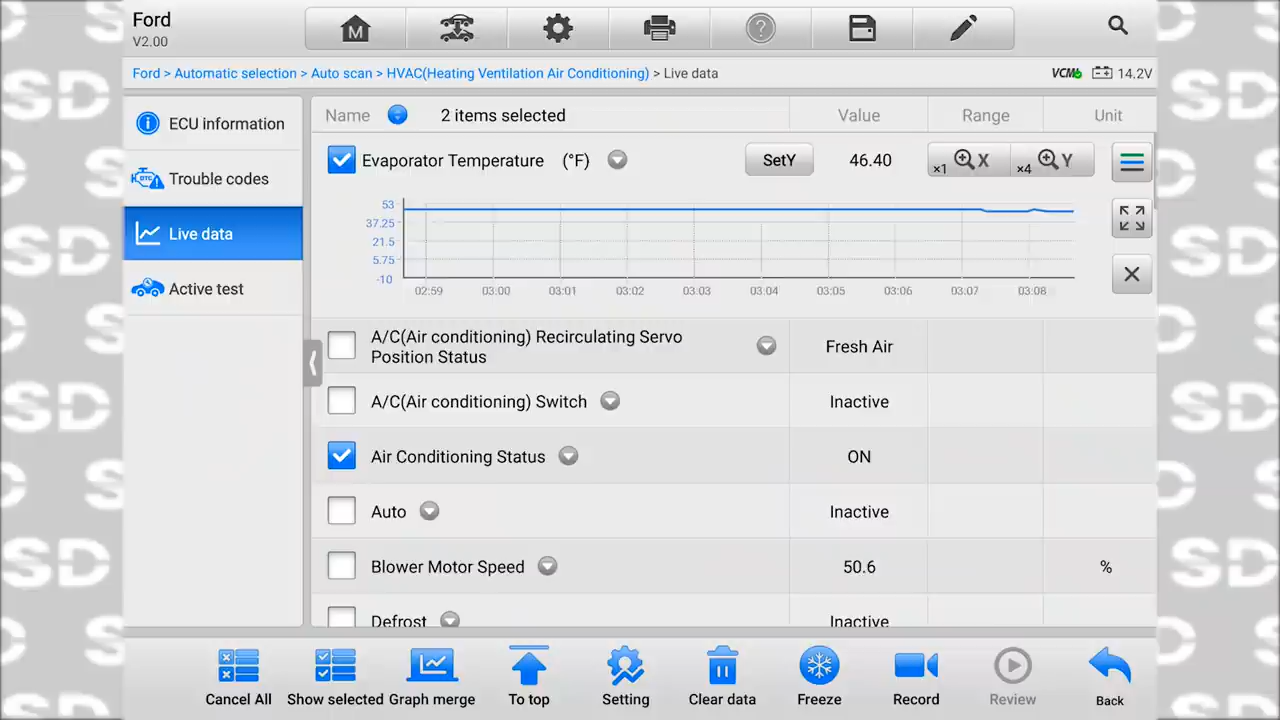 Ford
V2.00
M
?
Ford > Automatic selection > Auto scan > HVAC(Heating Ventilation Air Conditioning) > Live data
VCMI
14.2V
ECU information
Trouble codes
Live data
Active test
Name
2 items selected
Value
Range
Unit
Evaporator Temperature (°F)
SetY
46.40
×1 X
×4 Y
53
37.25
21.5
5.75
-10
02:59 03:00 03:01 03:02 03:03 03:04 03:05 03:06 03:07 03:08
A/C(Air conditioning) Recirculating Servo
Position Status
Fresh Air
A/C(Air conditioning) Switch
Inactive
Air Conditioning Status
ON
Auto
Inactive
Blower Motor Speed
50.6
%
Defrost
Inactive
Cancel All
Show selected
Graph merge
To top
Setting
Clear data
Freeze
Record
Review
Back